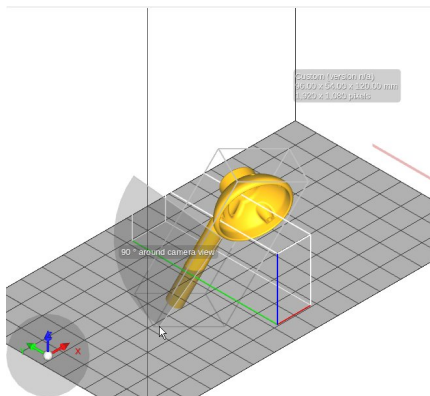 Custom (version n/a)
96.00 x 54.00 x 120.00 mm
1.920 x 1.080 pixels
90 ° around camera view
X